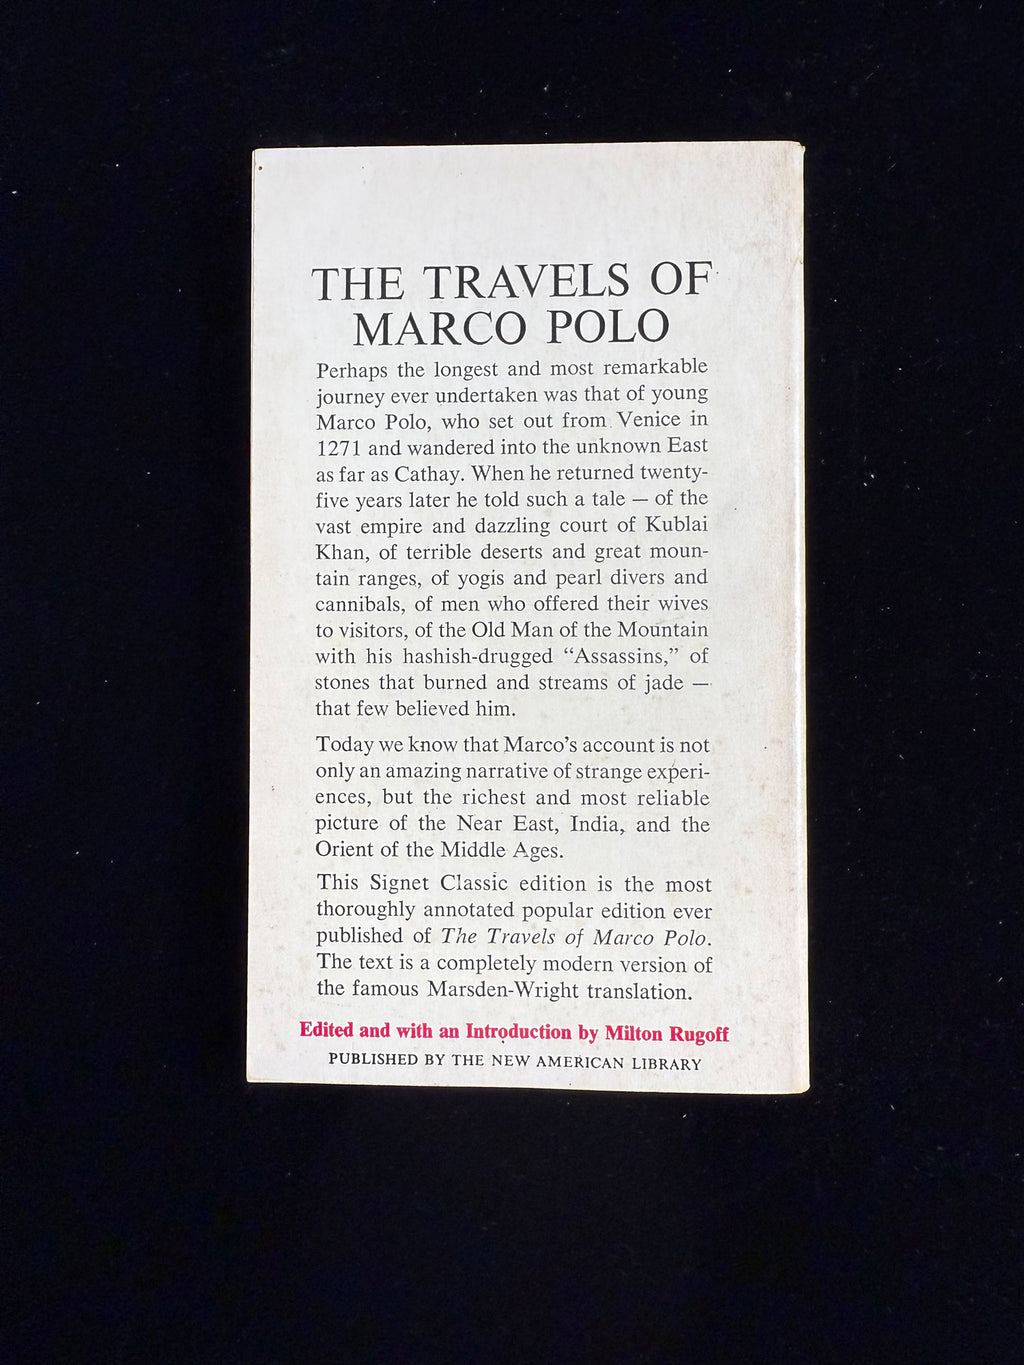 THE TRAVELS OF
MARCO POLO
Perhaps the longest and most remarkable
journey ever undertaken was that of young
Marco Polo, who set out from Venice in
1271 and wandered into the unknown East
as far as Cathay. When he returned twenty-
five years later he told such a tale — of the
vast empire and dazzling court of Kublai
Khan, of terrible deserts and great moun-
tain ranges, of yogis and pearl divers and
cannibals, of men who offered their wives
to visitors, of the Old Man of the Mountain
with his hashish-drugged “Assassins,” of
stones that burned and streams of jade —
that few believed him.
Today we know that Marco’s account is not
only an amazing narrative of strange experi-
ences, but the richest and most reliable
picture of the Near East, India, and the
Orient of the Middle Ages.
This Signet Classic edition is the most
thoroughly annotated popular edition ever
published of The Travels of Marco Polo.
The text is a completely modern version of
the famous Marsden-Wright translation.
Edited and with an Introduction by Milton Rugoff
PUBLISHED BY THE NEW AMERICAN LIBRARY